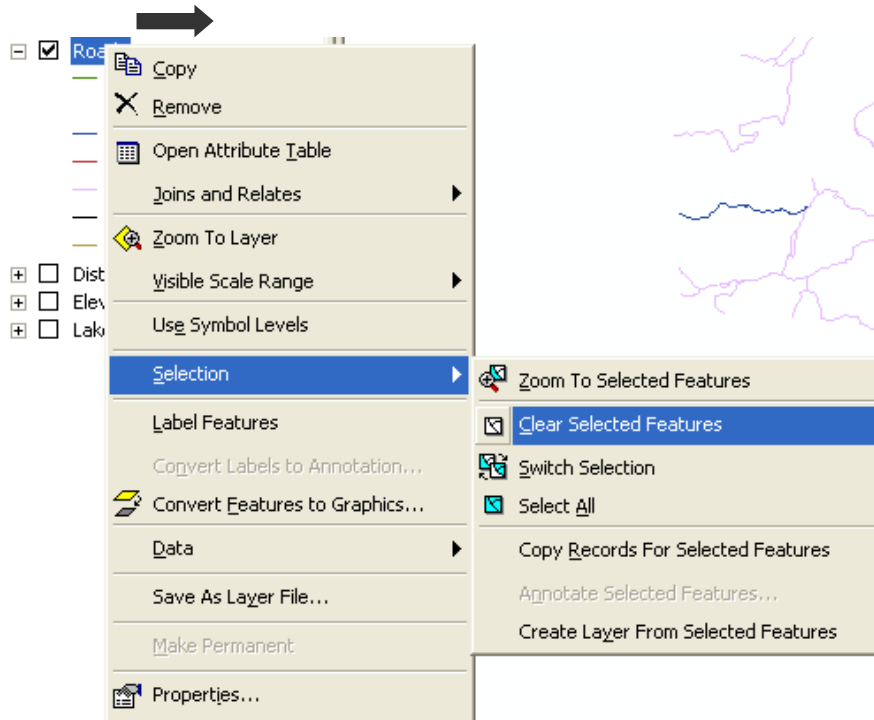 Roads
Copy
Remove
Open Attribute Table
Joins and Relates
Zoom To Layer
Visible Scale Range
Use Symbol Levels
Selection
Label Features
Convert Labels to Annotation...
Convert Features to Graphics...
Data
Save As Layer File...
Make Permanent
Properties...
Dist
Elev
Lak
Zoom To Selected Features
Clear Selected Features
Switch Selection
Select All
Copy Records For Selected Features
Annotate Selected Features...
Create Layer From Selected Features